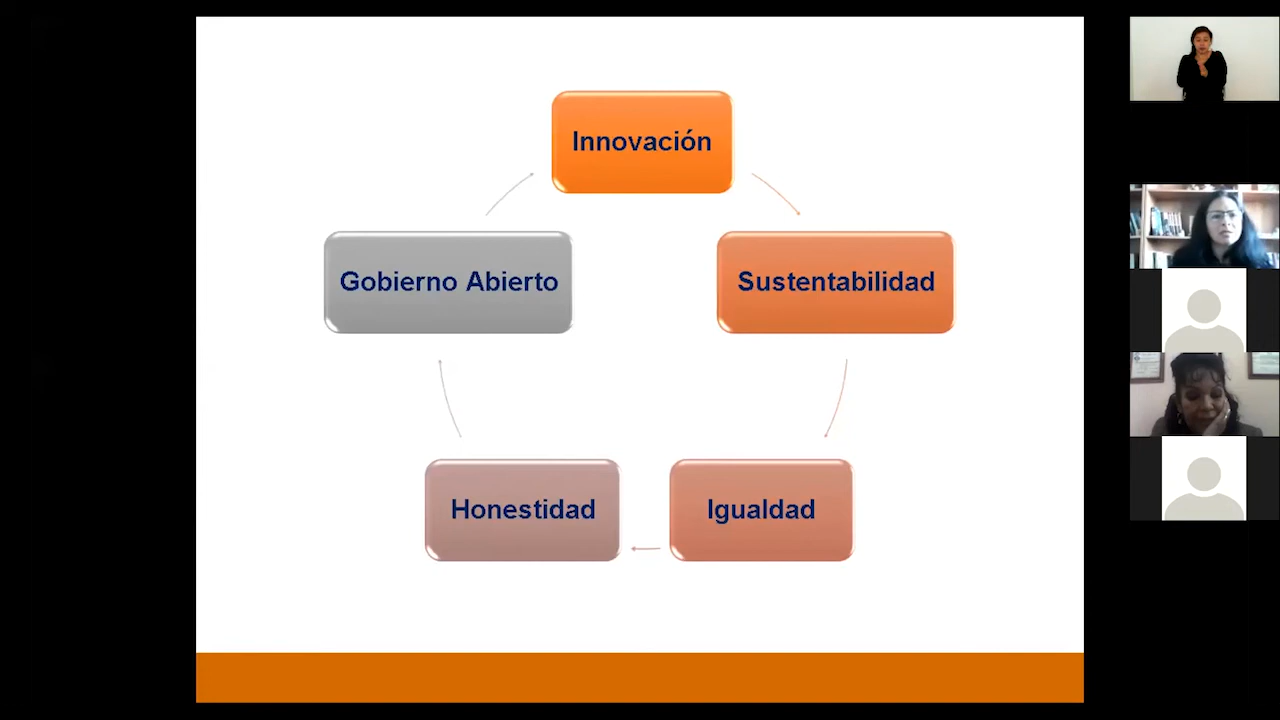 Innovación
Sustentabilidad
Igualdad
Honestidad
Gobierno Abierto